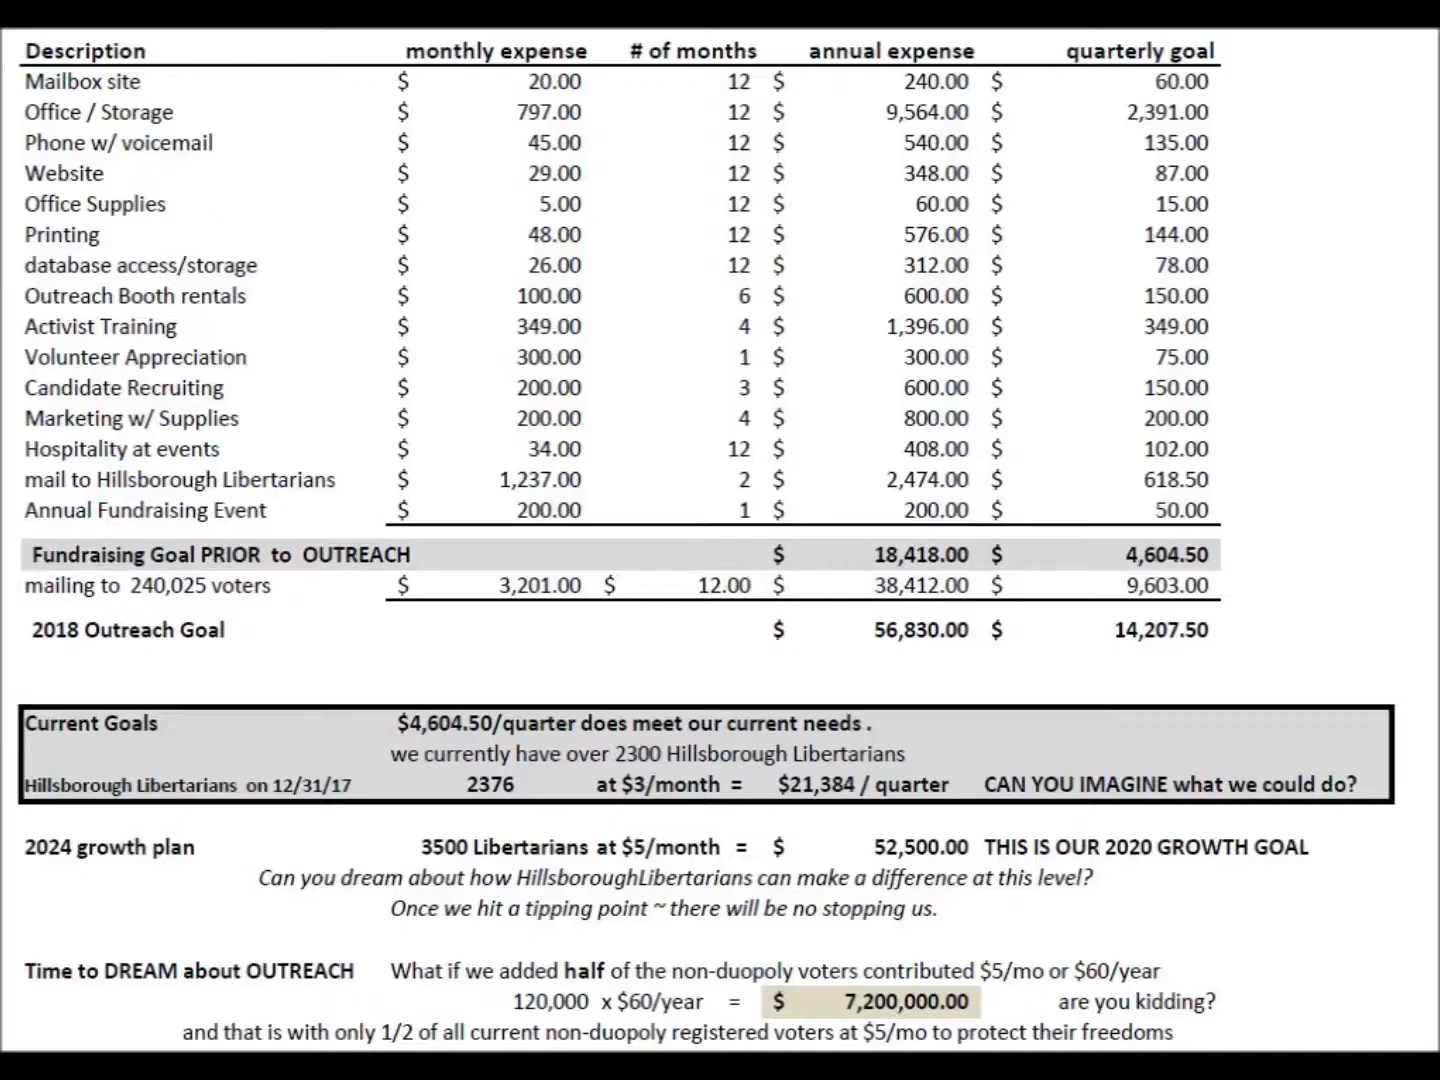 Description monthly expense # of months annual expense quarterly goal
Mailbox site $ 20.00 12 $ 240.00 $ 60.00
Office / Storage $ 797.00 12 $ 9,564.00 $ 2,391.00
Phone w/ voicemail $ 45.00 12 $ 540.00 $ 135.00
Website $ 29.00 12 $ 348.00 $ 87.00
Office Supplies $ 5.00 12 $ 60.00 $ 15.00
Printing $ 48.00 12 $ 576.00 $ 144.00
database access/storage $ 26.00 12 $ 312.00 $ 78.00
Outreach Booth rentals $ 100.00 6 $ 600.00 $ 150.00
Activist Training $ 349.00 4 $ 1,396.00 $ 349.00
Volunteer Appreciation $ 300.00 1 $ 300.00 $ 75.00
Candidate Recruiting $ 200.00 3 $ 600.00 $ 150.00
Marketing w/ Supplies $ 200.00 4 $ 800.00 $ 200.00
Hospitality at events $ 34.00 12 $ 408.00 $ 102.00
mail to Hillsborough Libertarians $ 1,237.00 2 $ 2,474.00 $ 618.50
Annual Fundraising Event $ 200.00 1 $ 200.00 $ 50.00
Fundraising Goal PRIOR to OUTREACH $ 18,418.00 $ 4,604.50
mailing to 240,025 voters $ 3,201.00 $ 12.00 $ 38,412.00 $ 9,603.00
2018 Outreach Goal $ 56,830.00 $ 14,207.50
Current Goals $4,604.50/quarter does meet our current needs .
we currently have over 2300 Hillsborough Libertarians
Hillsborough Libertarians on 12/31/17 2376 at $3/month = $21,384 / quarter CAN YOU IMAGINE what we could do?
2024 growth plan 3500 Libertarians at $5/month = $ 52,500.00 THIS IS OUR 2020 GROWTH GOAL
Can you dream about how HillsboroughLibertarians can make a difference at this level?
Once we hit a tipping point ~ there will be no stopping us.
Time to DREAM about OUTREACH What if we added half of the non-duopoly voters contributed $5/mo or $60/year
120,000 x $60/year = $ 7,200,000.00 are you kidding?
and that is with only 1/2 of all current non-duopoly registered voters at $5/mo to protect their freedoms